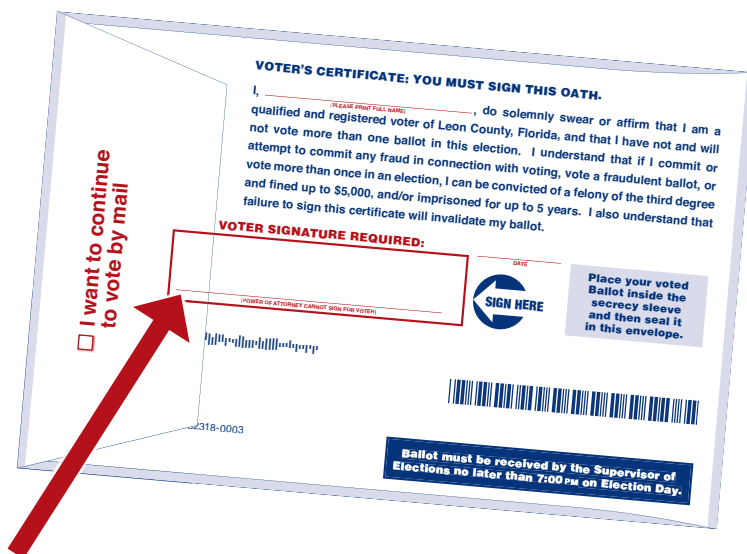 VOTER'S CERTIFICATE: YOU MUST SIGN THIS OATH.
I, , do solemnly swear or affirm that I am a
(PLEASE PRINT FULL NAME)
qualified and registered voter of Leon County, Florida, and that I have not and will
not vote more than one ballot in this election. I understand that if I commit or
attempt to commit any fraud in connection with voting, vote a fraudulent ballot, or
vote more than once in an election, I can be convicted of a felony of the third degree
and fined up to $5,000, and/or imprisoned for up to 5 years. I also understand that
failure to sign this certificate will invalidate my ballot.
VOTER SIGNATURE REQUIRED:
(POWER OF ATTORNEY CANNOT SIGN FOR VOTER)
DATE
SIGN HERE
Place your voted
Ballot inside the
secrecy sleeve
and then seal it
in this envelope.
I want to continue
to vote by mail
2318-0003
Ballot must be received by the Supervisor of
Elections no later than 7:00 PM on Election Day.